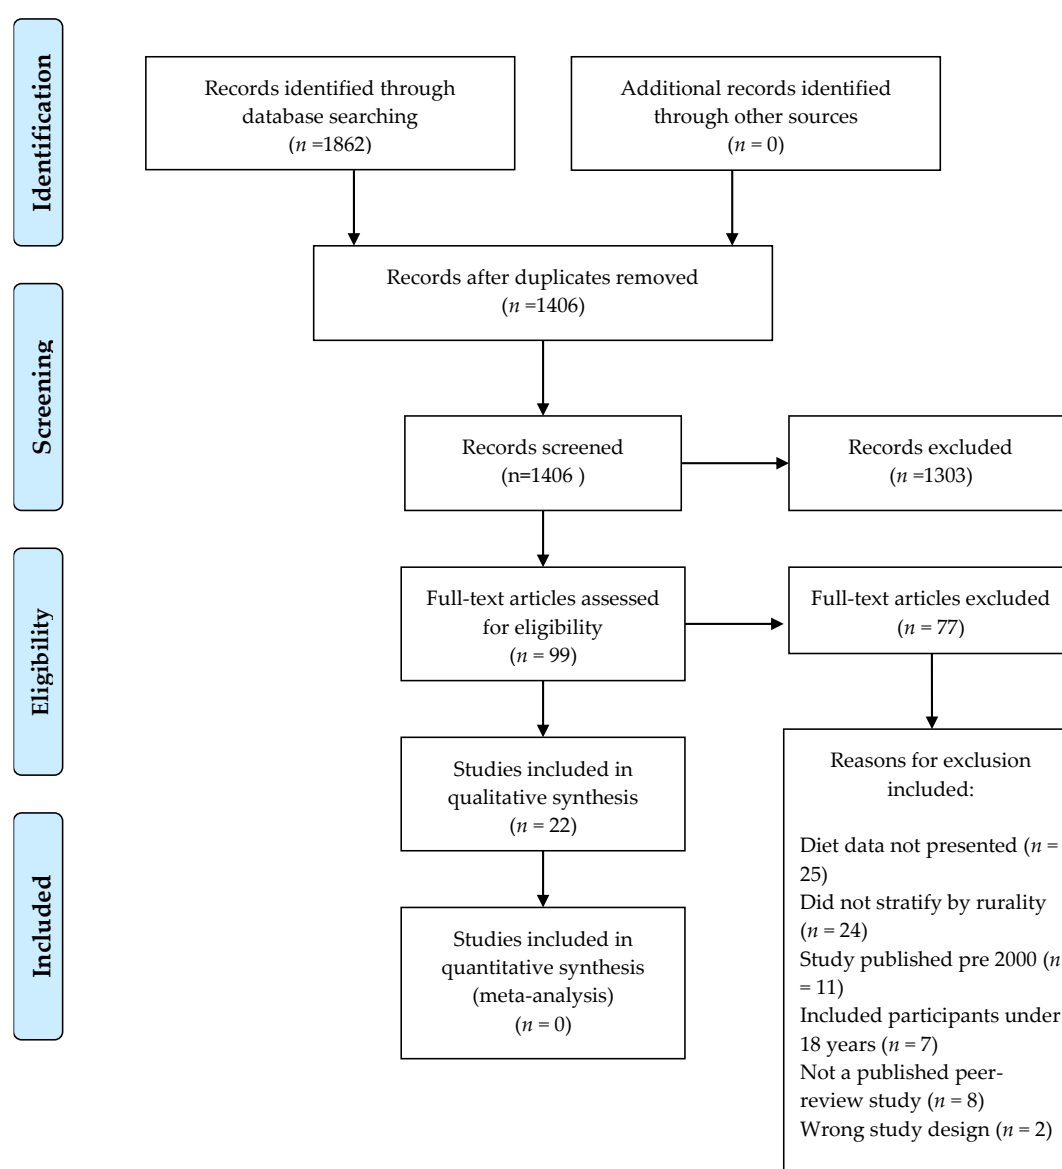 Identification
Records identified through
database searching
(n =1862)
Additional records identified
through other sources
(n = 0)
Records after duplicates removed
(n =1406)
Screening
Records screened
(n=1406 )
Records excluded
(n =1303)
Eligibility
Full-text articles assessed
for eligibility
(n = 99)
Full-text articles excluded
(n = 77)
Studies included in
qualitative synthesis
(n = 22)
Reasons for exclusion
included:
Diet data not presented (n =
25)
Did not stratify by rurality
(n = 24)
Study published pre 2000 (n
= 11)
Included participants under
18 years (n = 7)
Not a published peer-
review study (n = 8)
Wrong study design (n = 2)
Included
Studies included in
quantitative synthesis
(meta-analysis)
(n = 0)